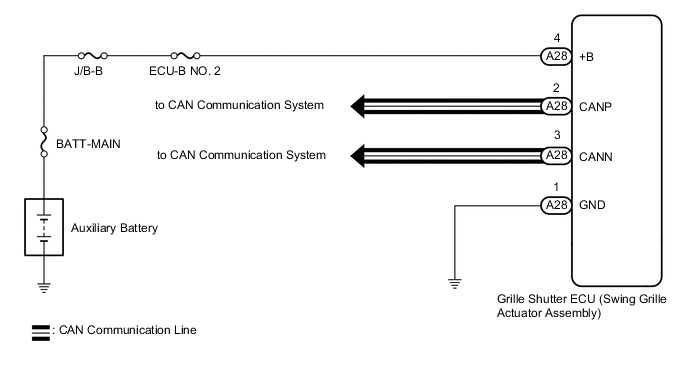 4
A28
+B
J/B-B
ECU-B NO. 2
2
to CAN Communication System
A28
CANP
3
BATT-MAIN
to CAN Communication System
A28
CANN
1
A28
GND
Auxiliary Battery
Grille Shutter ECU (Swing Grille
Actuator Assembly)
: CAN Communication Line